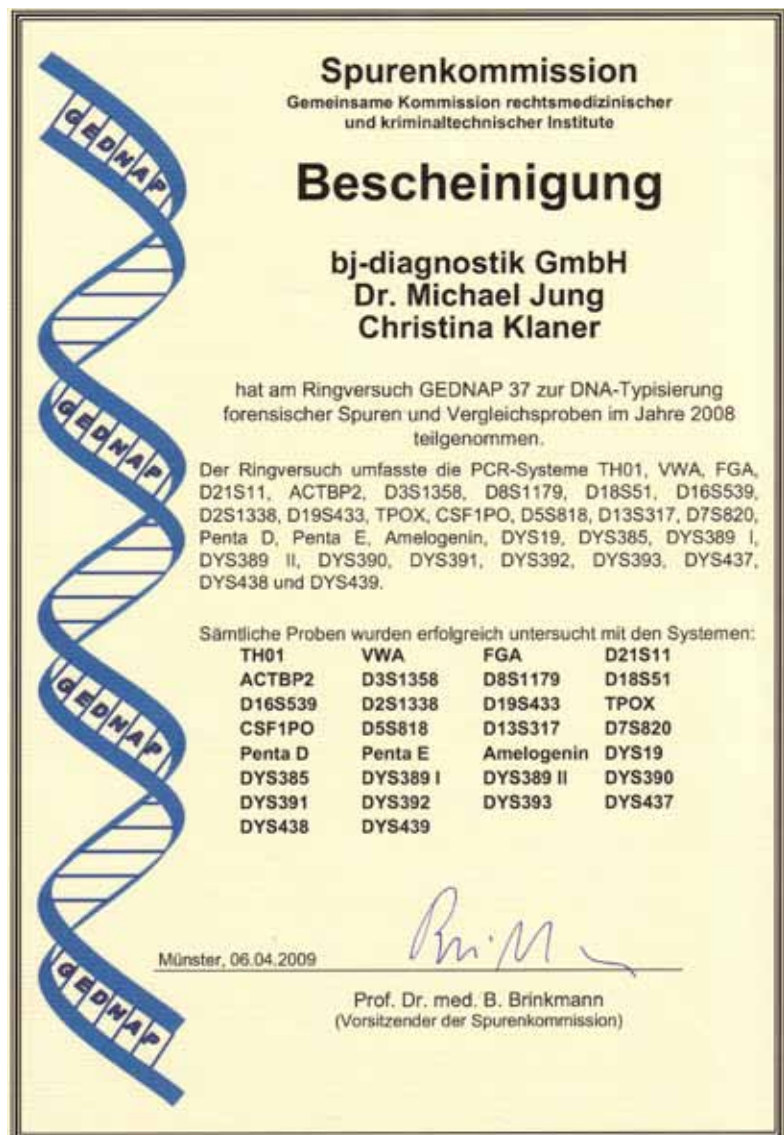 Spurenkommission
Gemeinsame Kommission rechtsmedizinischer
und kriminaltechnischer Institute
Bescheinigung
bj-diagnostik GmbH
Dr. Michael Jung
Christina Klaner
hat am Ringversuch GEDNAP 37 zur DNA-Typisierung
forensischer Spuren und Vergleichsproben im Jahre 2008
teilgenommen.
Der Ringversuch umfasste die PCR-Systeme TH01, VWA, FGA,
D21S11, ACTBP2, D3S1358, D8S1179, D18S51, D16S539,
D2S1338, D19S433, TPOX, CSF1PO, D5S818, D13S317, D7S820,
Penta D, Penta E, Amelogenin, DYS19, DYS385, DYS389 I,
DYS389 II, DYS390, DYS391, DYS392, DYS393, DYS437,
DYS438 und DYS439.
Sämtliche Proben wurden erfolgreich untersucht mit den Systemen:
TH01 VWA FGA D21S11
ACTBP2 D3S1358 D8S1179 D18S51
D16S539 D2S1338 D19S433 TPOX
CSF1PO D5S818 D13S317 D7S820
Penta D Penta E Amelogenin DYS19
DYS385 DYS389 I DYS389 II DYS390
DYS391 DYS392 DYS393 DYS437
DYS438 DYS439
Münster, 06.04.2009
Prof. Dr. med. B. Brinkmann
(Vorsitzender der Spurenkommission)
GEDNAP
GEDNAP
GEDNAP
GEDNAP